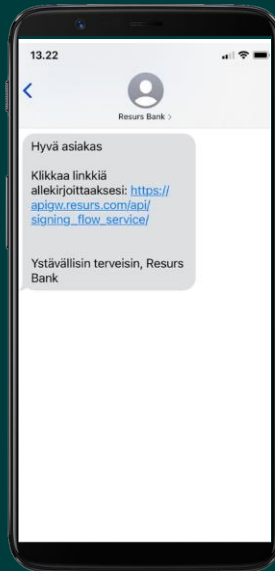 13.22
Resurs Bank >
Hyvä asiakas
Klikkaa linkkiä
allekirjoittaaksesi: https://
apigw.resurs.com/api/
signing_flow_service/
Ystävällisin terveisin, Resurs
Bank